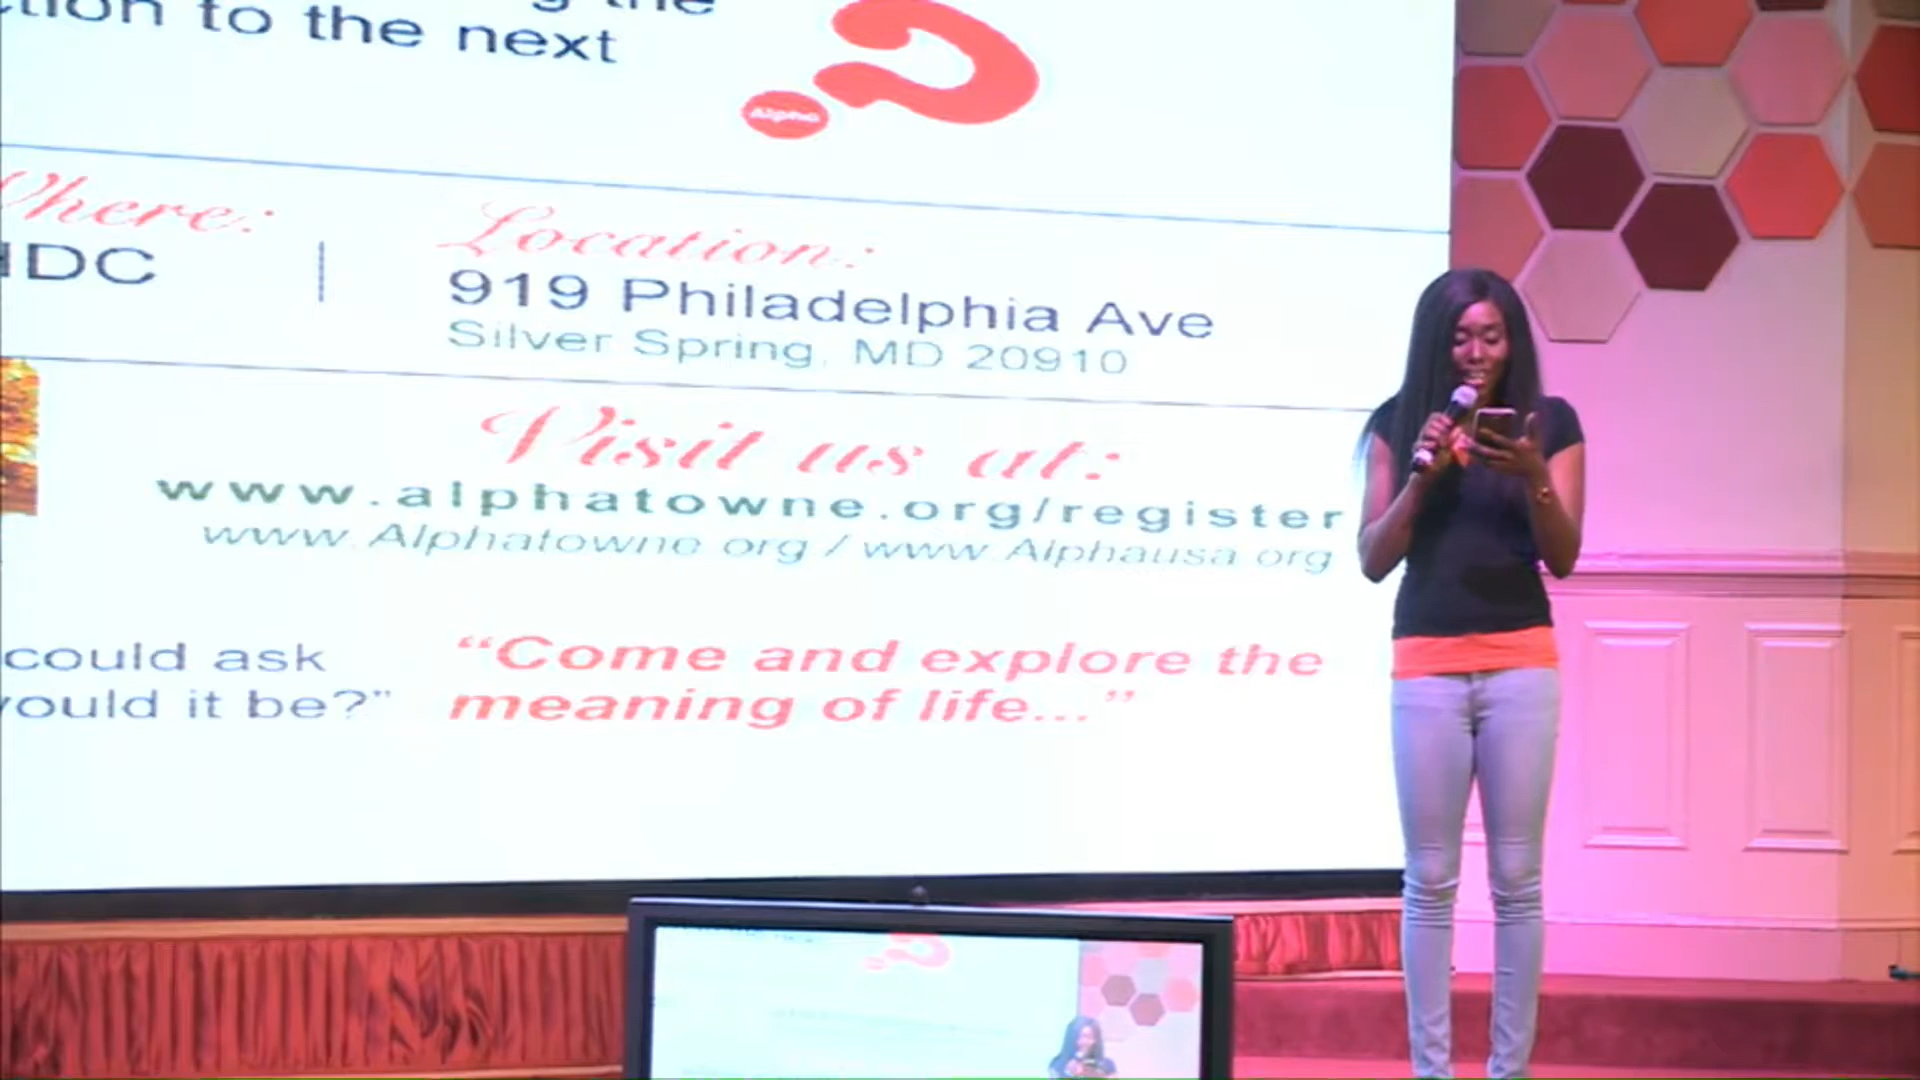 the
to the next
Alpha
Where:
Location:
919 Philadelphia Ave
Silver Spring, MD 20910
Visit us at:
www.alphatowne.org/register
www.Alphatowne.org / www.Alphausa.org
could ask
would it be?”
“Come and explore the
meaning of life...”